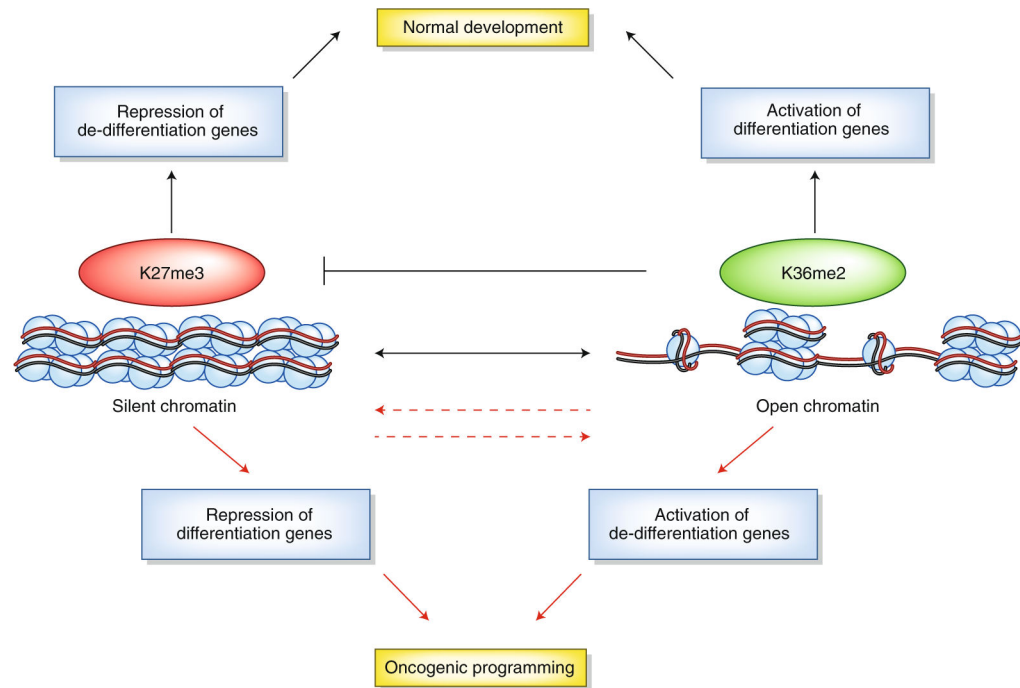 Normal development
Repression of
de-differentiation genes
Activation of
differentiation genes
K27me3
K36me2
Silent chromatin
Open chromatin
Repression of
differentiation genes
Activation of
de-differentiation genes
Oncogenic programming